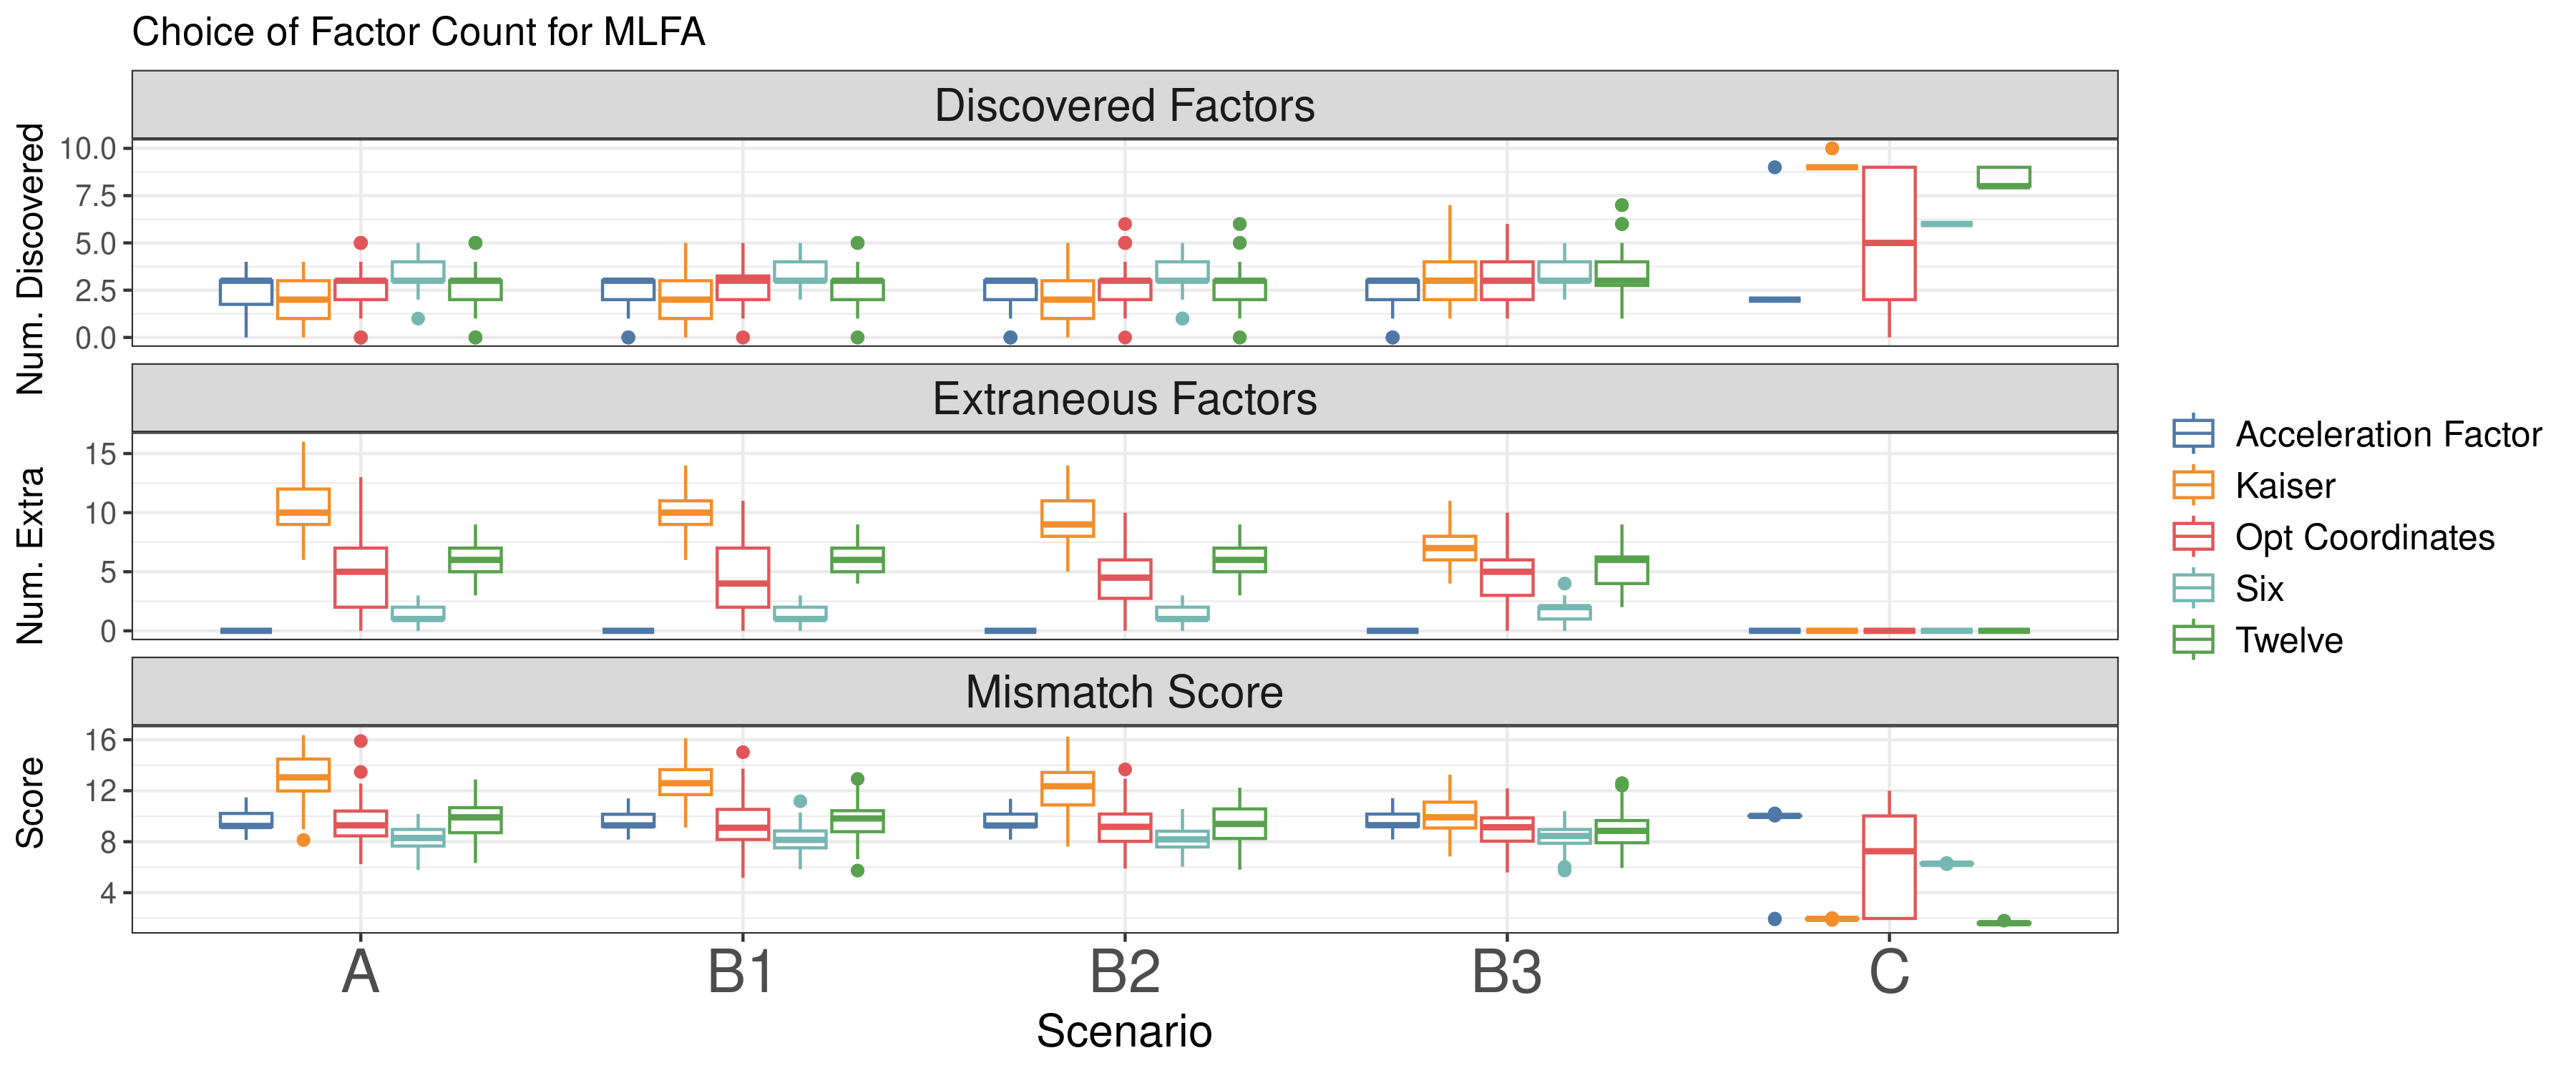 Choice of Factor Count for MLFA
Discovered Factors
Num. Discovered
10.0
7.5
5.0
2.5
0.0
Extraneous Factors
Num. Extra
15
10
5
0
Mismatch Score
Score
16
12
8
4
A B1 B2 B3 C
Scenario
Acceleration Factor
Kaiser
Opt Coordinates
Six
Twelve